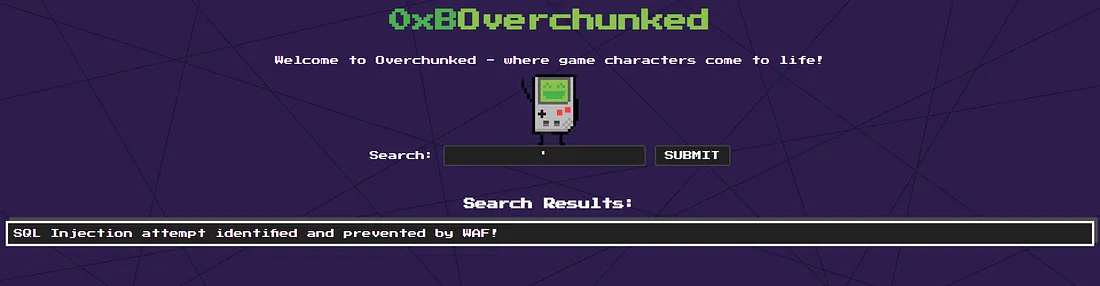 0xBOverchunked
Welcome to Overchunked - where game characters come to life!
Search: ' SUBMIT
Search Results:
SQL Injection attempt identified and prevented by WAF!